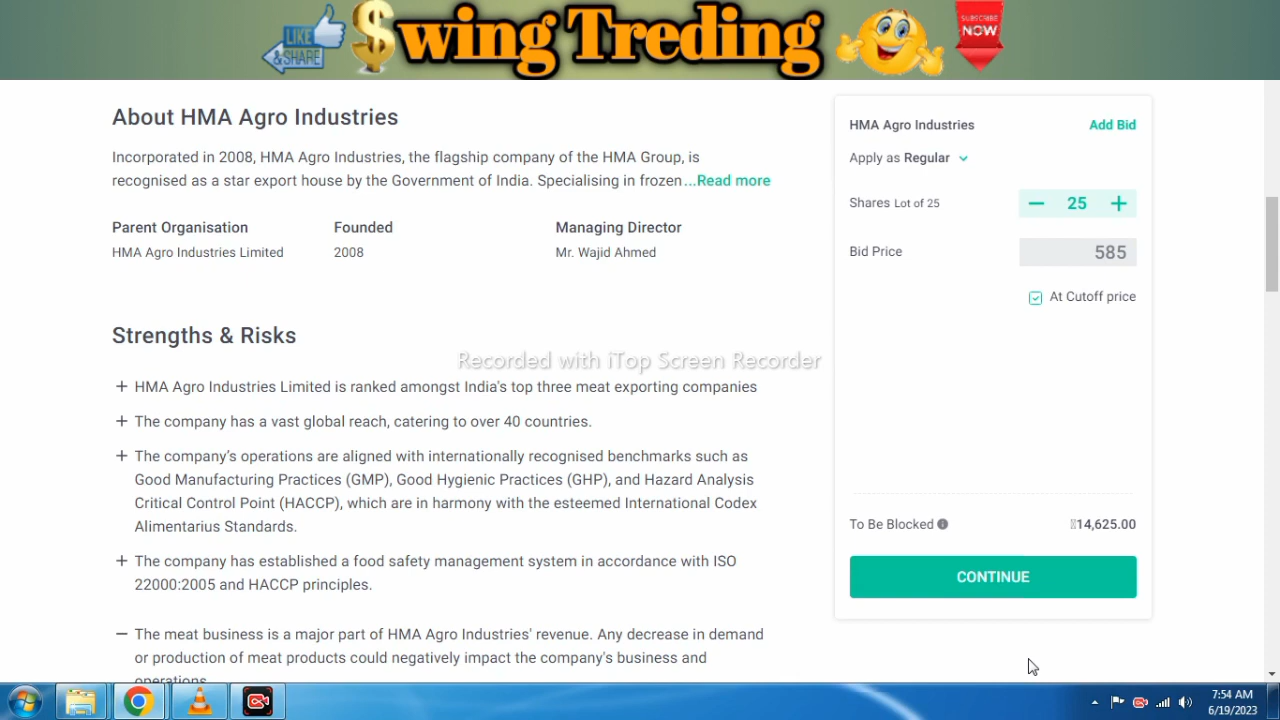 LIKE
&SHARE
$wing Treding
SUBSCRIBE
NOW
About HMA Agro Industries
Incorporated in 2008, HMA Agro Industries, the flagship company of the HMA Group, is
recognised as a star export house by the Government of India. Specialising in frozen ...Read more
Parent Organisation
Founded
Managing Director
HMA Agro Industries Limited
2008
Mr. Wajid Ahmed
Strengths & Risks
+ HMA Agro Industries Limited is ranked amongst India's top three meat exporting companies
+ The company has a vast global reach, catering to over 40 countries.
+ The company's operations are aligned with internationally recognised benchmarks such as
Good Manufacturing Practices (GMP), Good Hygienic Practices (GHP), and Hazard Analysis
Critical Control Point (HACCP), which are in harmony with the esteemed International Codex
Alimentarius Standards.
+ The company has established a food safety management system in accordance with ISO
22000:2005 and HACCP principles.
− The meat business is a major part of HMA Agro Industries' revenue. Any decrease in demand
or production of meat products could negatively impact the company's business and
operations.
HMA Agro Industries
Add Bid
Apply as Regular
Shares Lot of 25
− 25 +
Bid Price
585
At Cutoff price
To Be Blocked
14,625.00
CONTINUE
Recorded with iTop Screen Recorder
7:54 AM
6/19/2023